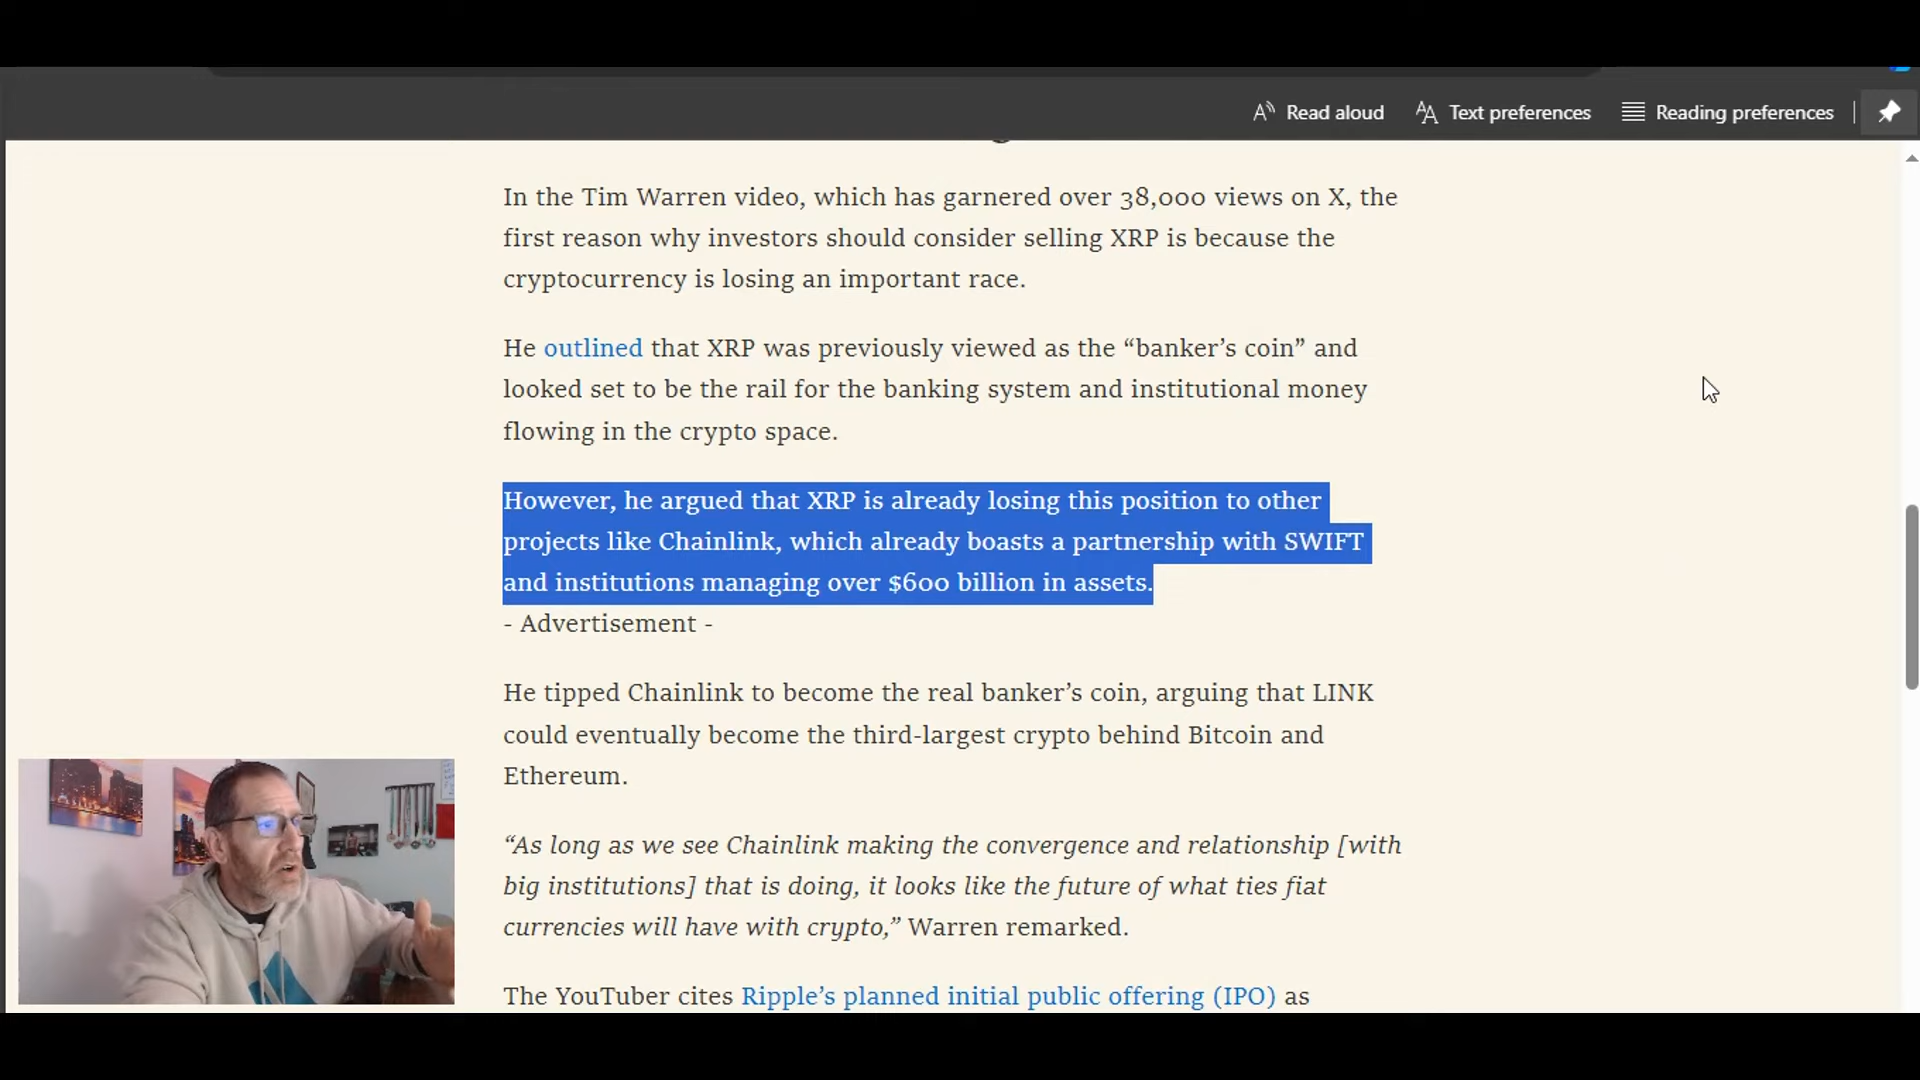 Read aloud
Text preferences
Reading preferences
In the Tim Warren video, which has garnered over 38,000 views on X, the
first reason why investors should consider selling XRP is because the
cryptocurrency is losing an important race.
He outlined that XRP was previously viewed as the “banker’s coin” and
looked set to be the rail for the banking system and institutional money
flowing in the crypto space.
However, he argued that XRP is already losing this position to other
projects like Chainlink, which already boasts a partnership with SWIFT
and institutions managing over $600 billion in assets.
- Advertisement -
He tipped Chainlink to become the real banker’s coin, arguing that LINK
could eventually become the third-largest crypto behind Bitcoin and
Ethereum.
“As long as we see Chainlink making the convergence and relationship [with
big institutions] that is doing, it looks like the future of what ties fiat
currencies will have with crypto,” Warren remarked.
The YouTuber cites Ripple’s planned initial public offering (IPO) as